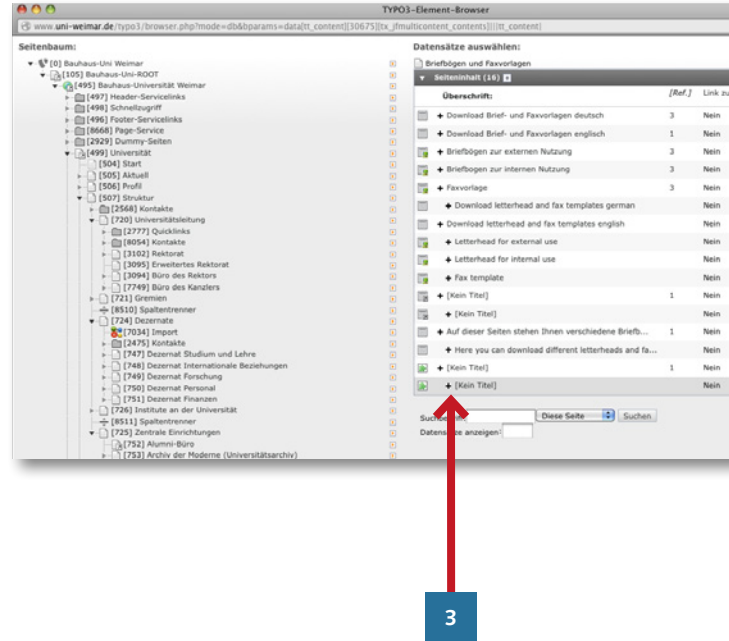 TYPO3-Element-Browser
www.uni-weimar.de/typo3/browser.php?mode=db&bparams=data[tt_content][30675][tx_jfmulticontent_contents]|||tt_content|
Seitenbaum:
[0] Bauhaus-Uni Weimar
[105] Bauhaus-Uni-ROOT
[495] Bauhaus-Universität Weimar
[497] Header-Servicelinks
[498] Schnellzugriff
[496] Footer-Servicelinks
[8668] Page-Service
[2929] Dummy-Seiten
[499] Universität
[504] Start
[505] Aktuell
[506] Profil
[507] Struktur
[2568] Kontakte
[720] Universitätsleitung
[2777] Quicklinks
[8054] Kontakte
[3102] Rektorat
[3095] Erweitertes Rektorat
[3094] Büro des Rektors
[7749] Büro des Kanzlers
[721] Gremien
[8510] Spaltentrenner
[724] Dezernate
[7034] Import
[2475] Kontakte
[747] Dezernat Studium und Lehre
[748] Dezernat Internationale Beziehungen
[749] Dezernat Forschung
[750] Dezernat Personal
[751] Dezernat Finanzen
[726] Institute an der Universität
[8511] Spaltentrenner
[725] Zentrale Einrichtungen
[752] Alumni-Büro
[753] Archiv der Moderne (Universitätsarchiv)
Datensätze auswählen:
Briefbögen und Faxvorlagen
Seiteninhalt (16)
Überschrift: [Ref.] Link zu
+ Download Brief- und Faxvorlagen deutsch 3 Nein
+ Download Brief- und Faxvorlagen englisch 1 Nein
+ Briefbögen zur externen Nutzung 3 Nein
+ Briefbogen zur internen Nutzung 3 Nein
+ Faxvorlage 3 Nein
+ Download letterhead and fax templates german Nein
+ Download letterhead and fax templates english 1 Nein
+ Letterhead for external use Nein
+ Letterhead for internal use Nein
+ Fax template Nein
+ [Kein Titel] 1 Nein
+ [Kein Titel] Nein
+ Auf dieser Seiten stehen Ihnen verschiedene Briefb... 1 Nein
+ Here you can download different letterheads and fa... Nein
+ [Kein Titel] 1 Nein
+ [Kein Titel] Nein
Diese Seite Suchen
Datensätze anzeigen:
3